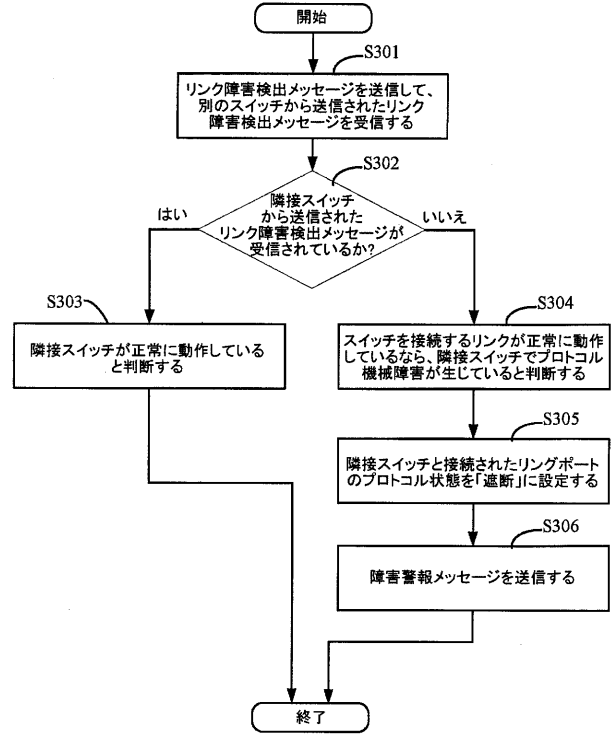 開始
S301
リンク障害検出メッセージを送信して、
別のスイッチから送信されたリンク
障害検出メッセージを受信する
S302
隣接スイッチ
から送信された
リンク障害検出メッセージが
受信されているか?
はい
いいえ
S303
隣接スイッチが正常に動作している
と判断する
S304
スイッチを接続するリンクが正常に動作
しているなら、隣接スイッチでプロトコル
機械障害が生じていると判断する
S305
隣接スイッチと接続されたリングポート
のプロトコル状態を「遮断」に設定する
S306
障害警報メッセージを送信する
終了